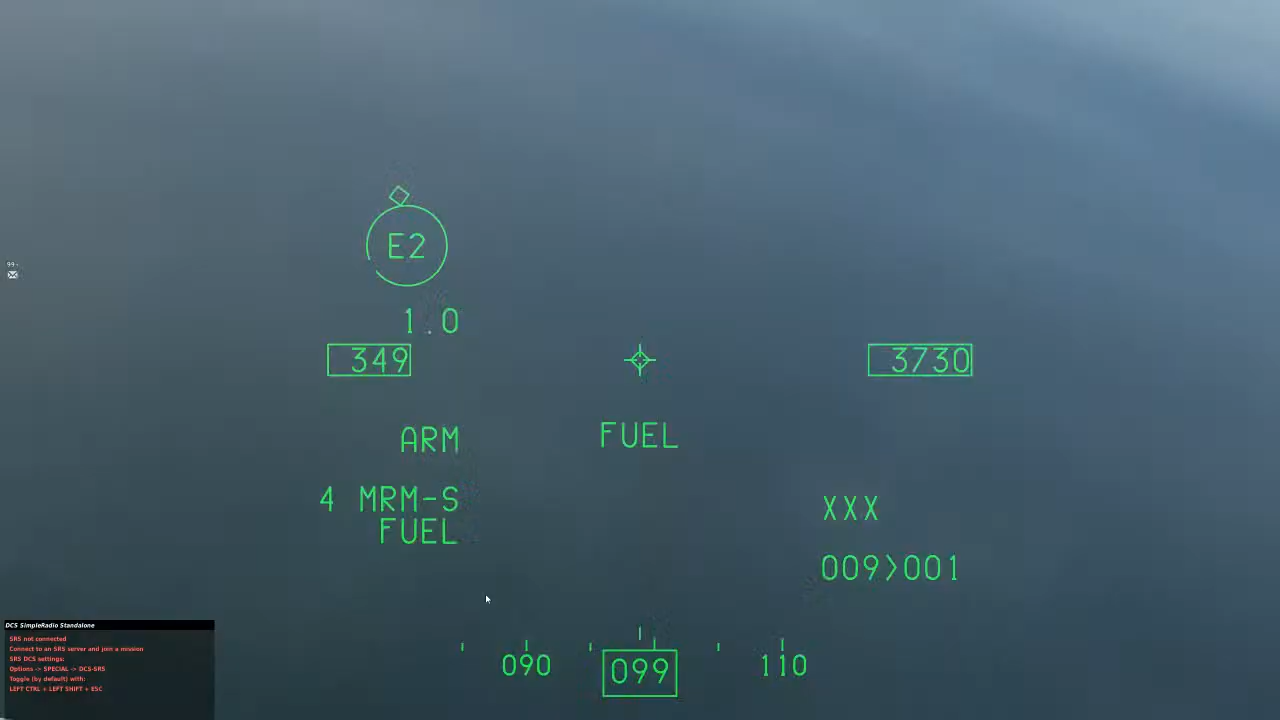 99+
E2
1.0
349
3730
ARM
FUEL
4 MRM-S
FUEL
XXX
009>001
090
099
110
DCS SimpleRadio Standalone
SRS not connected
Connect to an SRS server and join a mission
SRS DCS settings:
Options -> SPECIAL -> DCS-SRS
Toggle (by default) with:
LEFT CTRL + LEFT SHIFT + ESC